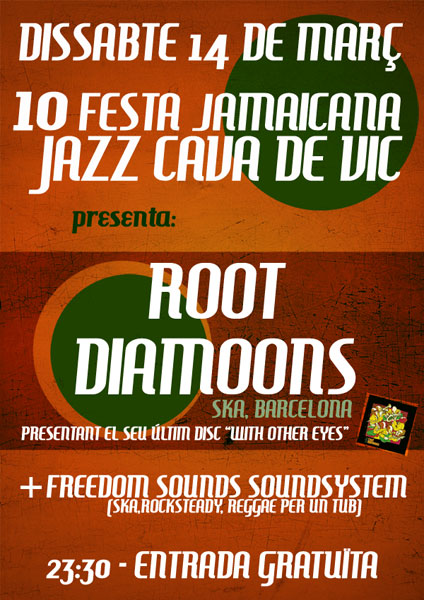 DISSABTE 14 DE MARÇ
10 FESTA JAMAICANA
JAZZ CAVA DE VIC
presenta:
ROOT
DIAMOONS
SKA, BARCELONA
PRESENTANT EL SEU ÚLTIM DISC "WITH OTHER EYES"
+ FREEDOM SOUNDS SOUNDSYSTEM
(SKA,ROCKSTEADY, REGGAE PER UN TUB)
23:30 - ENTRADA GRATUÏTA